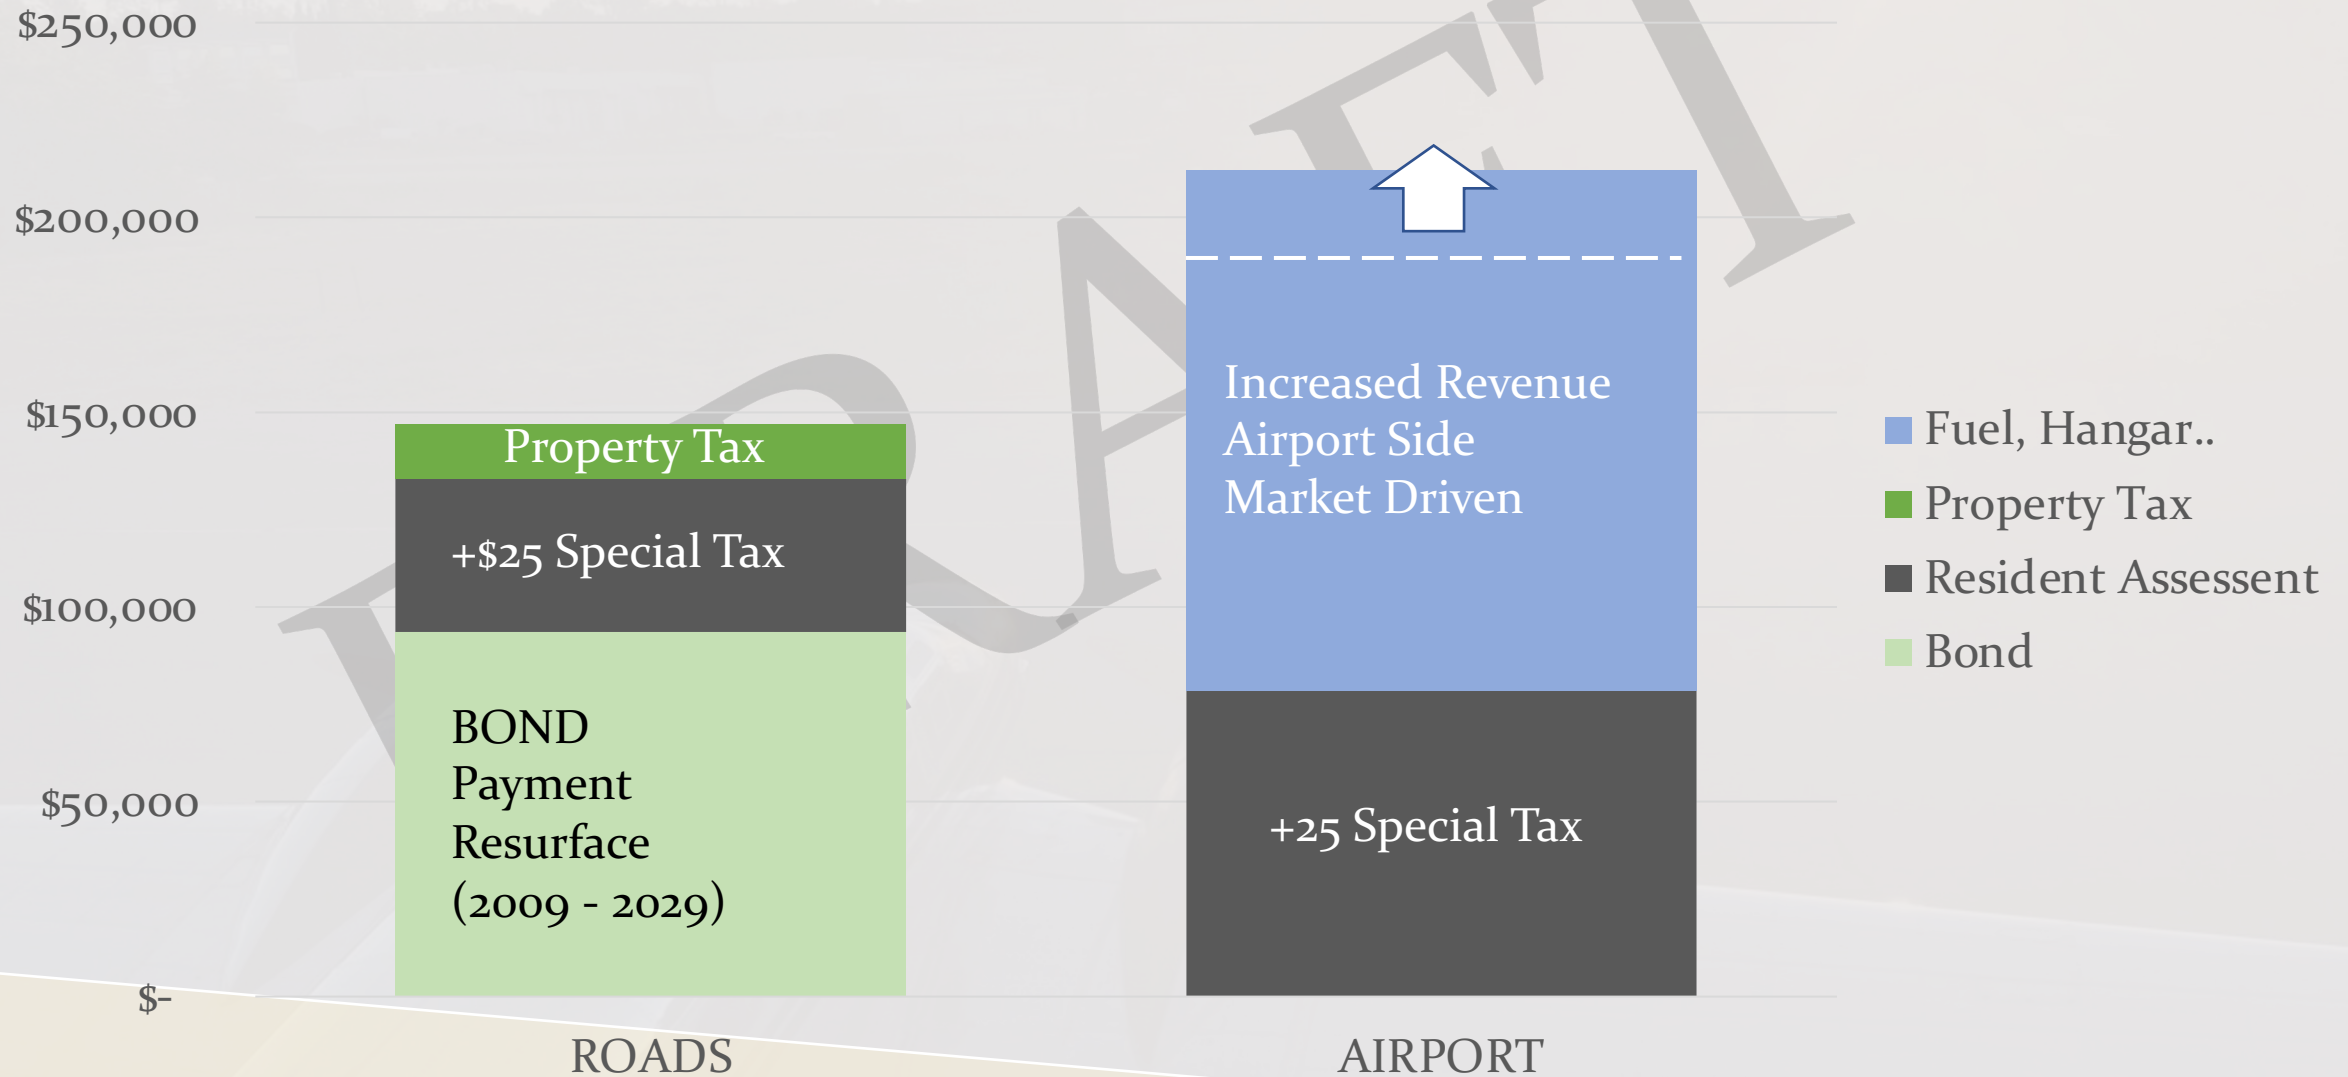 $250,000
$200,000
$150,000
$100,000
$50,000
$-
DRAFT
Property Tax
+$25 Special Tax
BOND
Payment
Resurface
(2009 - 2029)
Increased Revenue
Airport Side
Market Driven
+25 Special Tax
ROADS
AIRPORT
Fuel, Hangar..
Property Tax
Resident Assessent
Bond